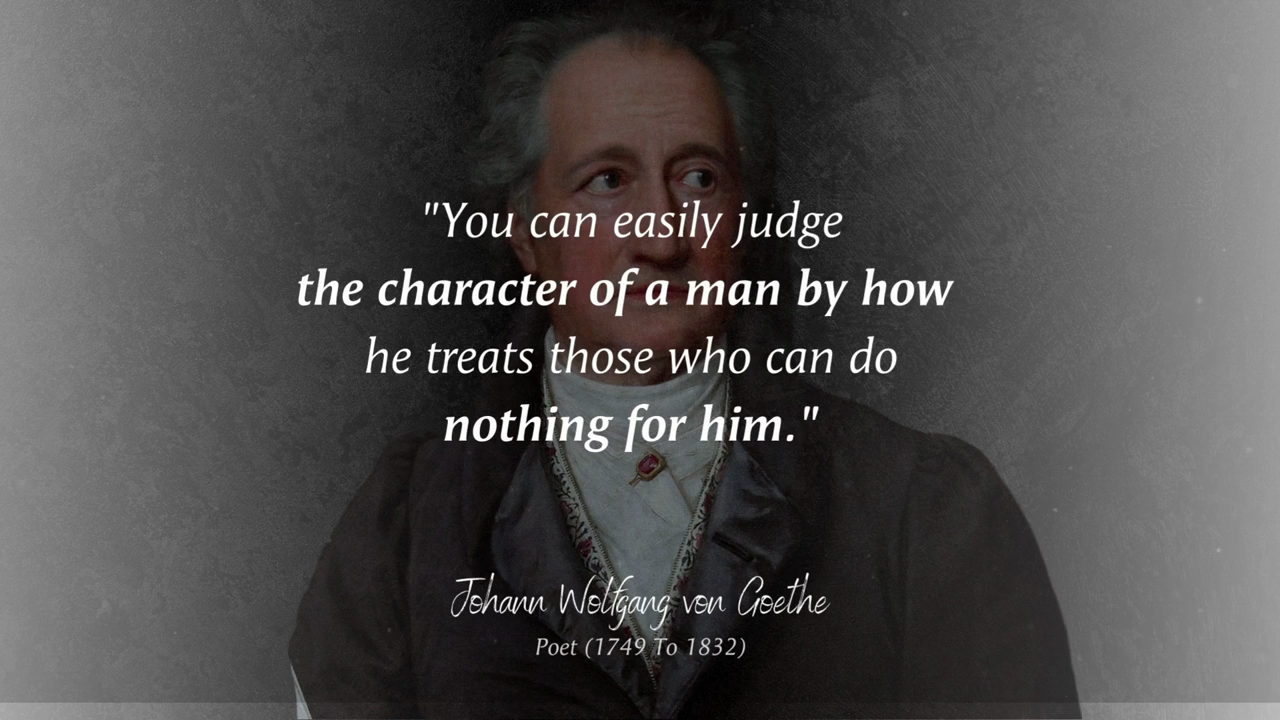 "You can easily judge
the character of a man by how
he treats those who can do
nothing for him."
Johann Wolfgang von Goethe
Poet (1749 To 1832)